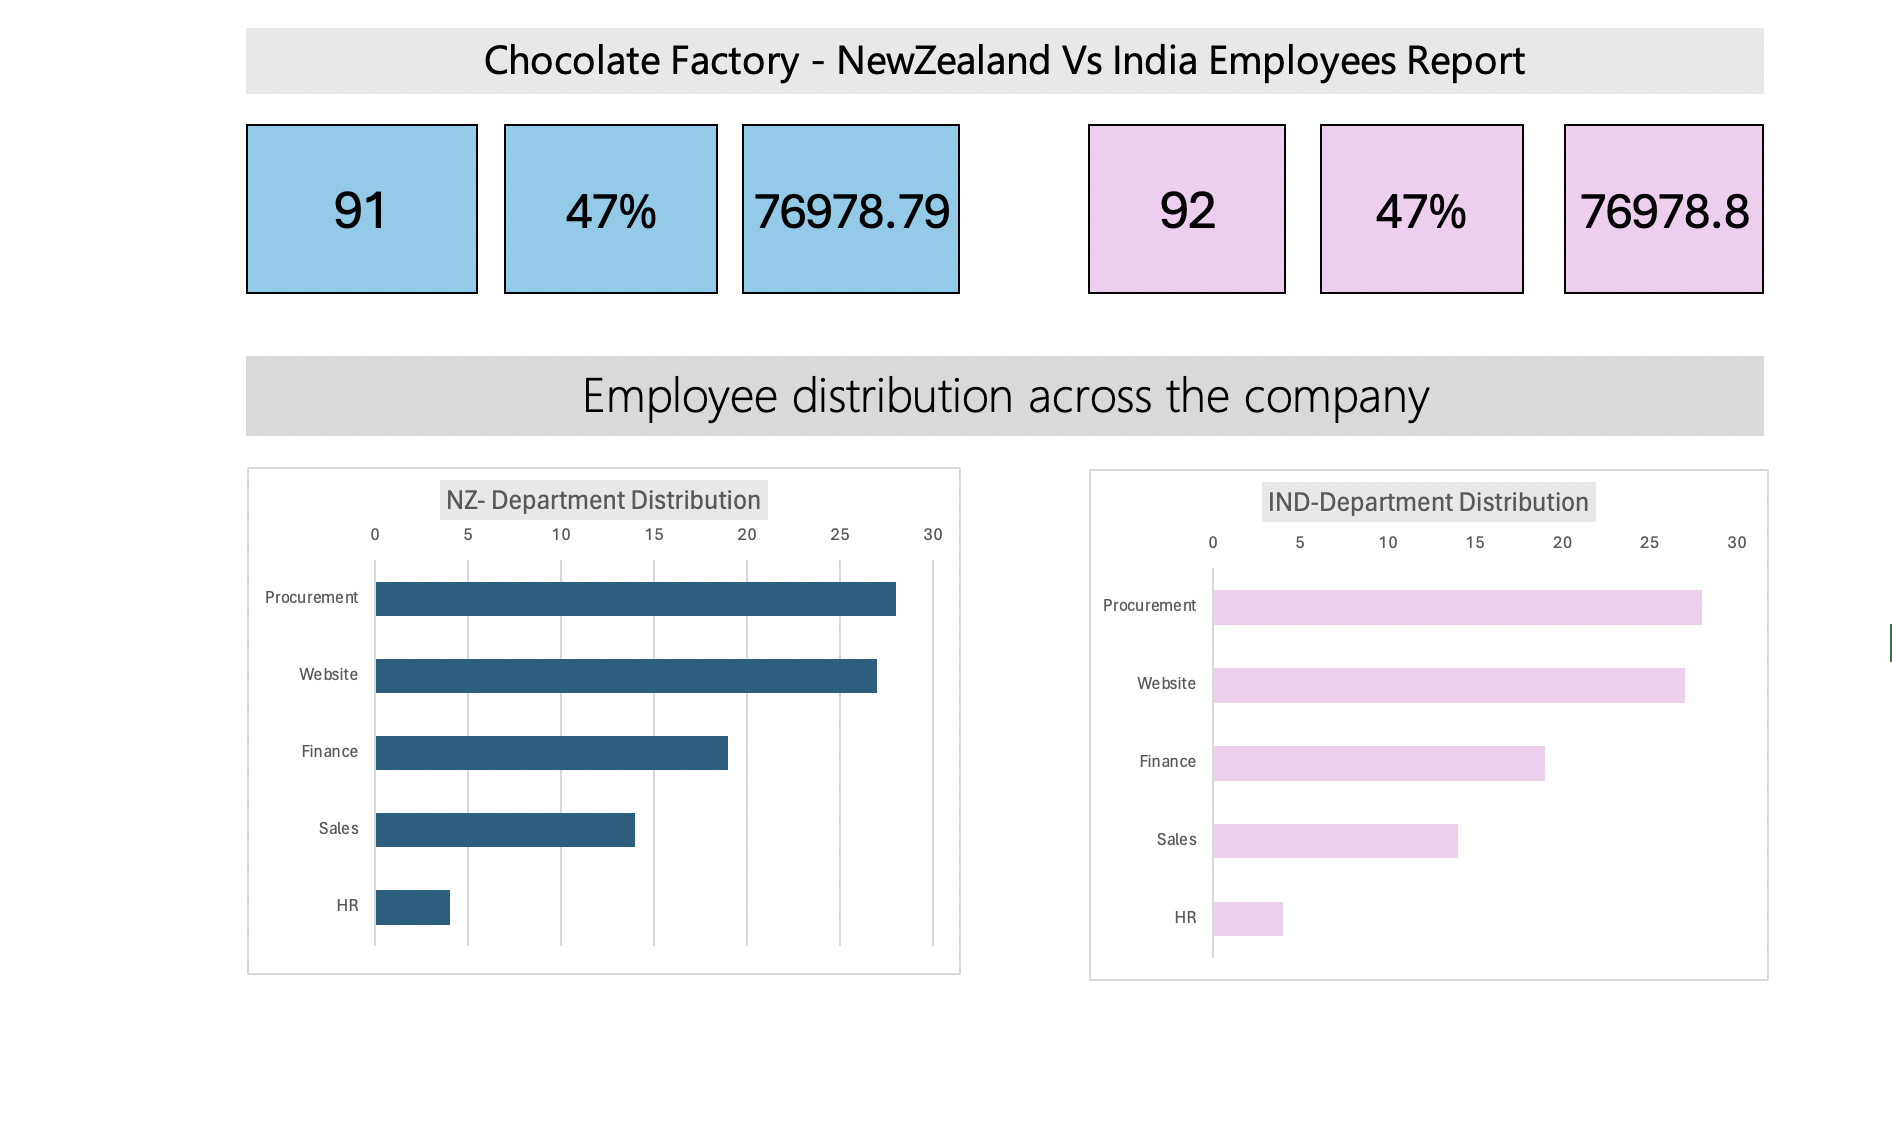 Chocolate Factory - NewZealand Vs India Employees Report
91
47%
76978.79
92
47%
76978.8
Employee distribution across the company
NZ- Department Distribution
0 5 10 15 20 25 30
Procurement
Website
Finance
Sales
HR
IND-Department Distribution
0 5 10 15 20 25 30
Procurement
Website
Finance
Sales
HR